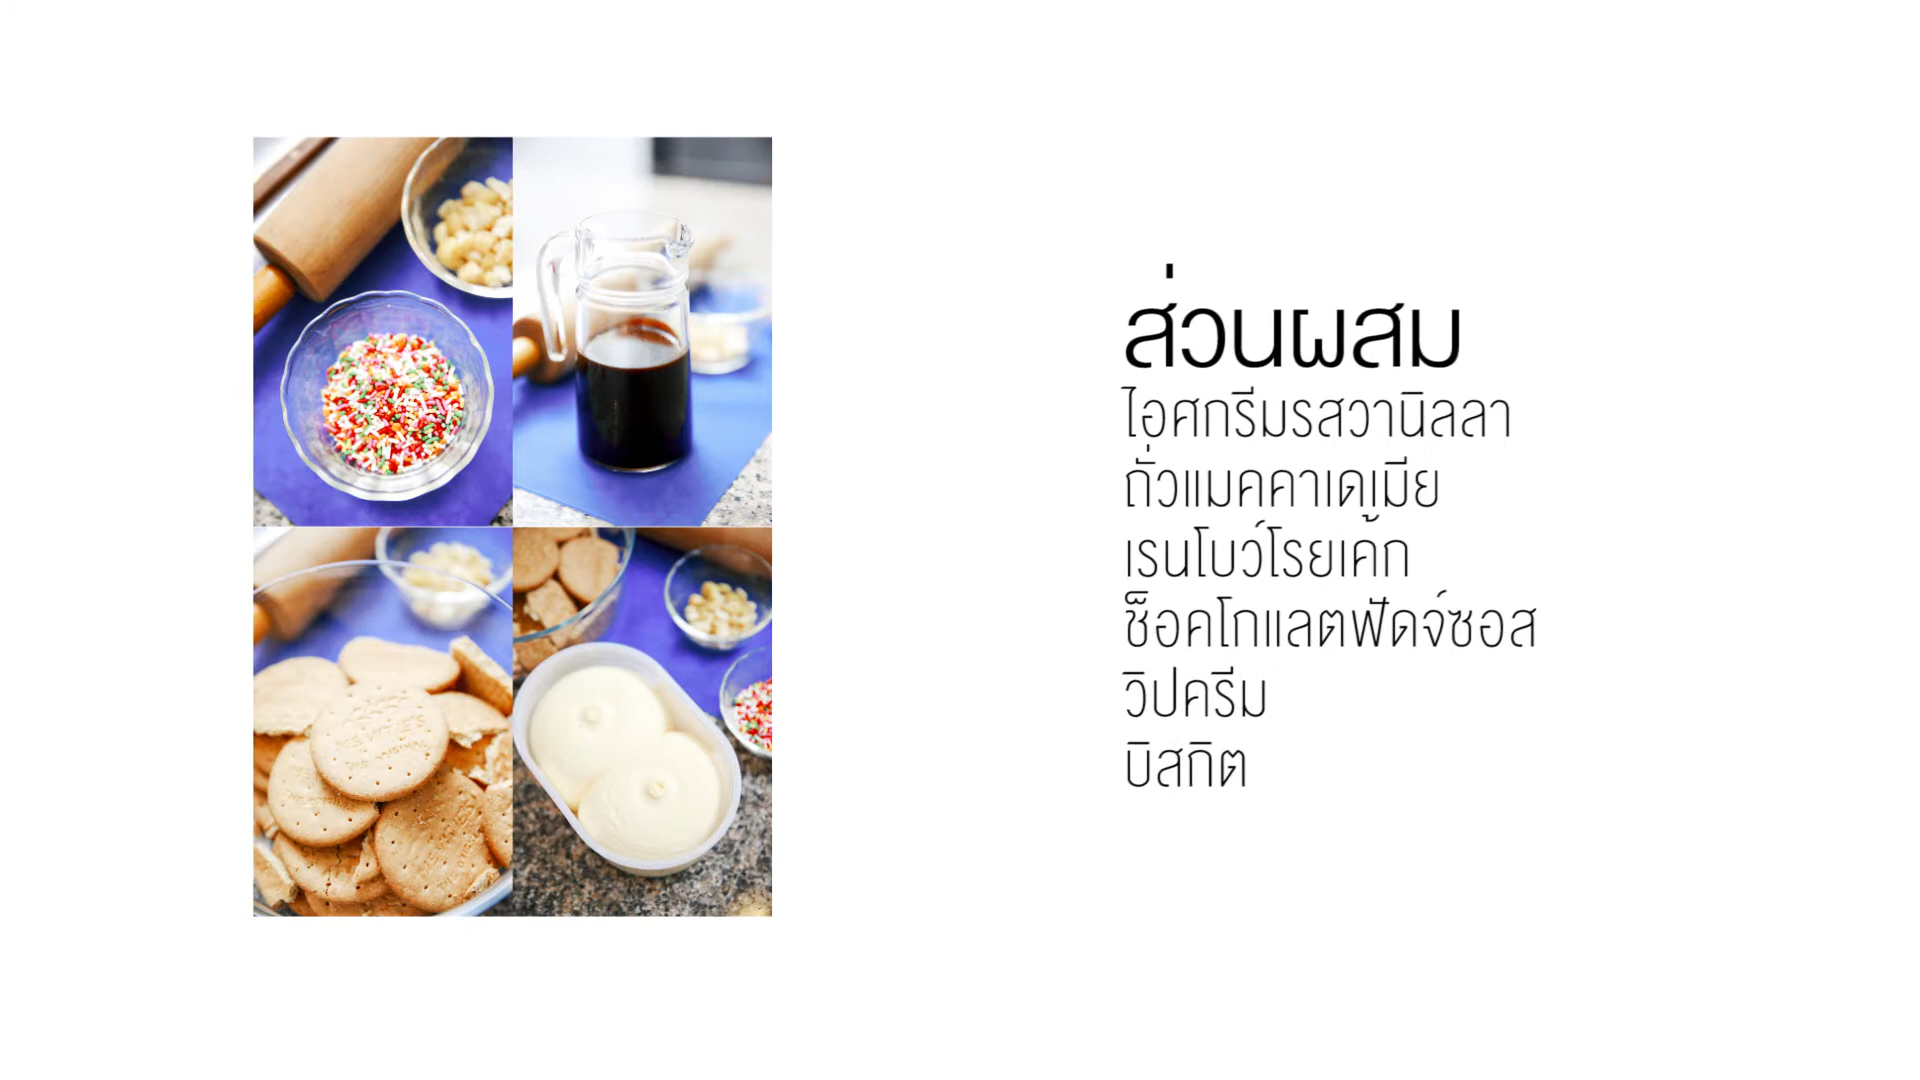 ส่วนผสม
ไอศกรีมรสวานิลลา
ถั่วแมคคาเดเมีย
เรนโบว์โรยเค้ก
ช็อคโกแลตฟัดจ์ซอส
วิปครีม
บิสกิต